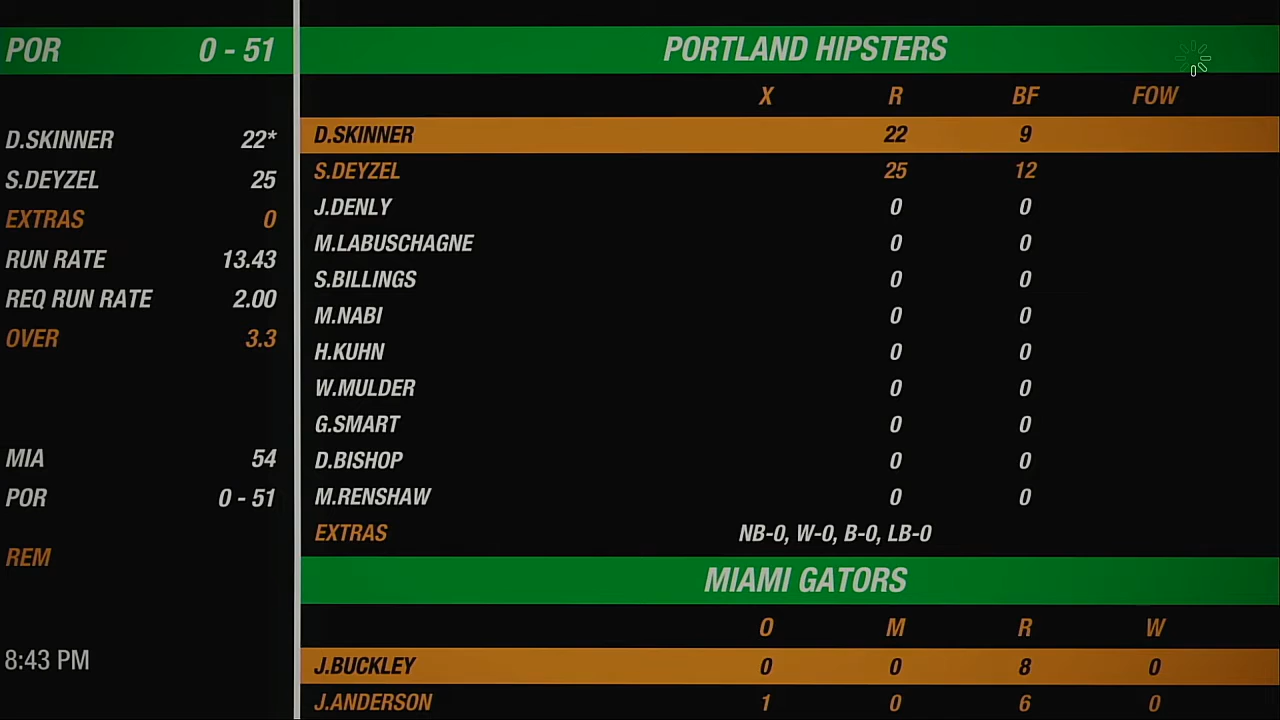 POR 0 - 51
D.SKINNER 22*
S.DEYZEL 25
EXTRAS 0
RUN RATE 13.43
REQ RUN RATE 2.00
OVER 3.3
MIA 54
POR 0 - 51
REM
8:43 PM
PORTLAND HIPSTERS
X R BF FOW
D.SKINNER 22 9
S.DEYZEL 25 12
J.DENLY 0 0
M.LABUSCHAGNE 0 0
S.BILLINGS 0 0
M.NABI 0 0
H.KUHN 0 0
W.MULDER 0 0
G.SMART 0 0
D.BISHOP 0 0
M.RENSHAW 0 0
EXTRAS NB-0, W-0, B-0, LB-0
MIAMI GATORS
O M R W
J.BUCKLEY 0 0 8 0
J.ANDERSON 1 0 6 0